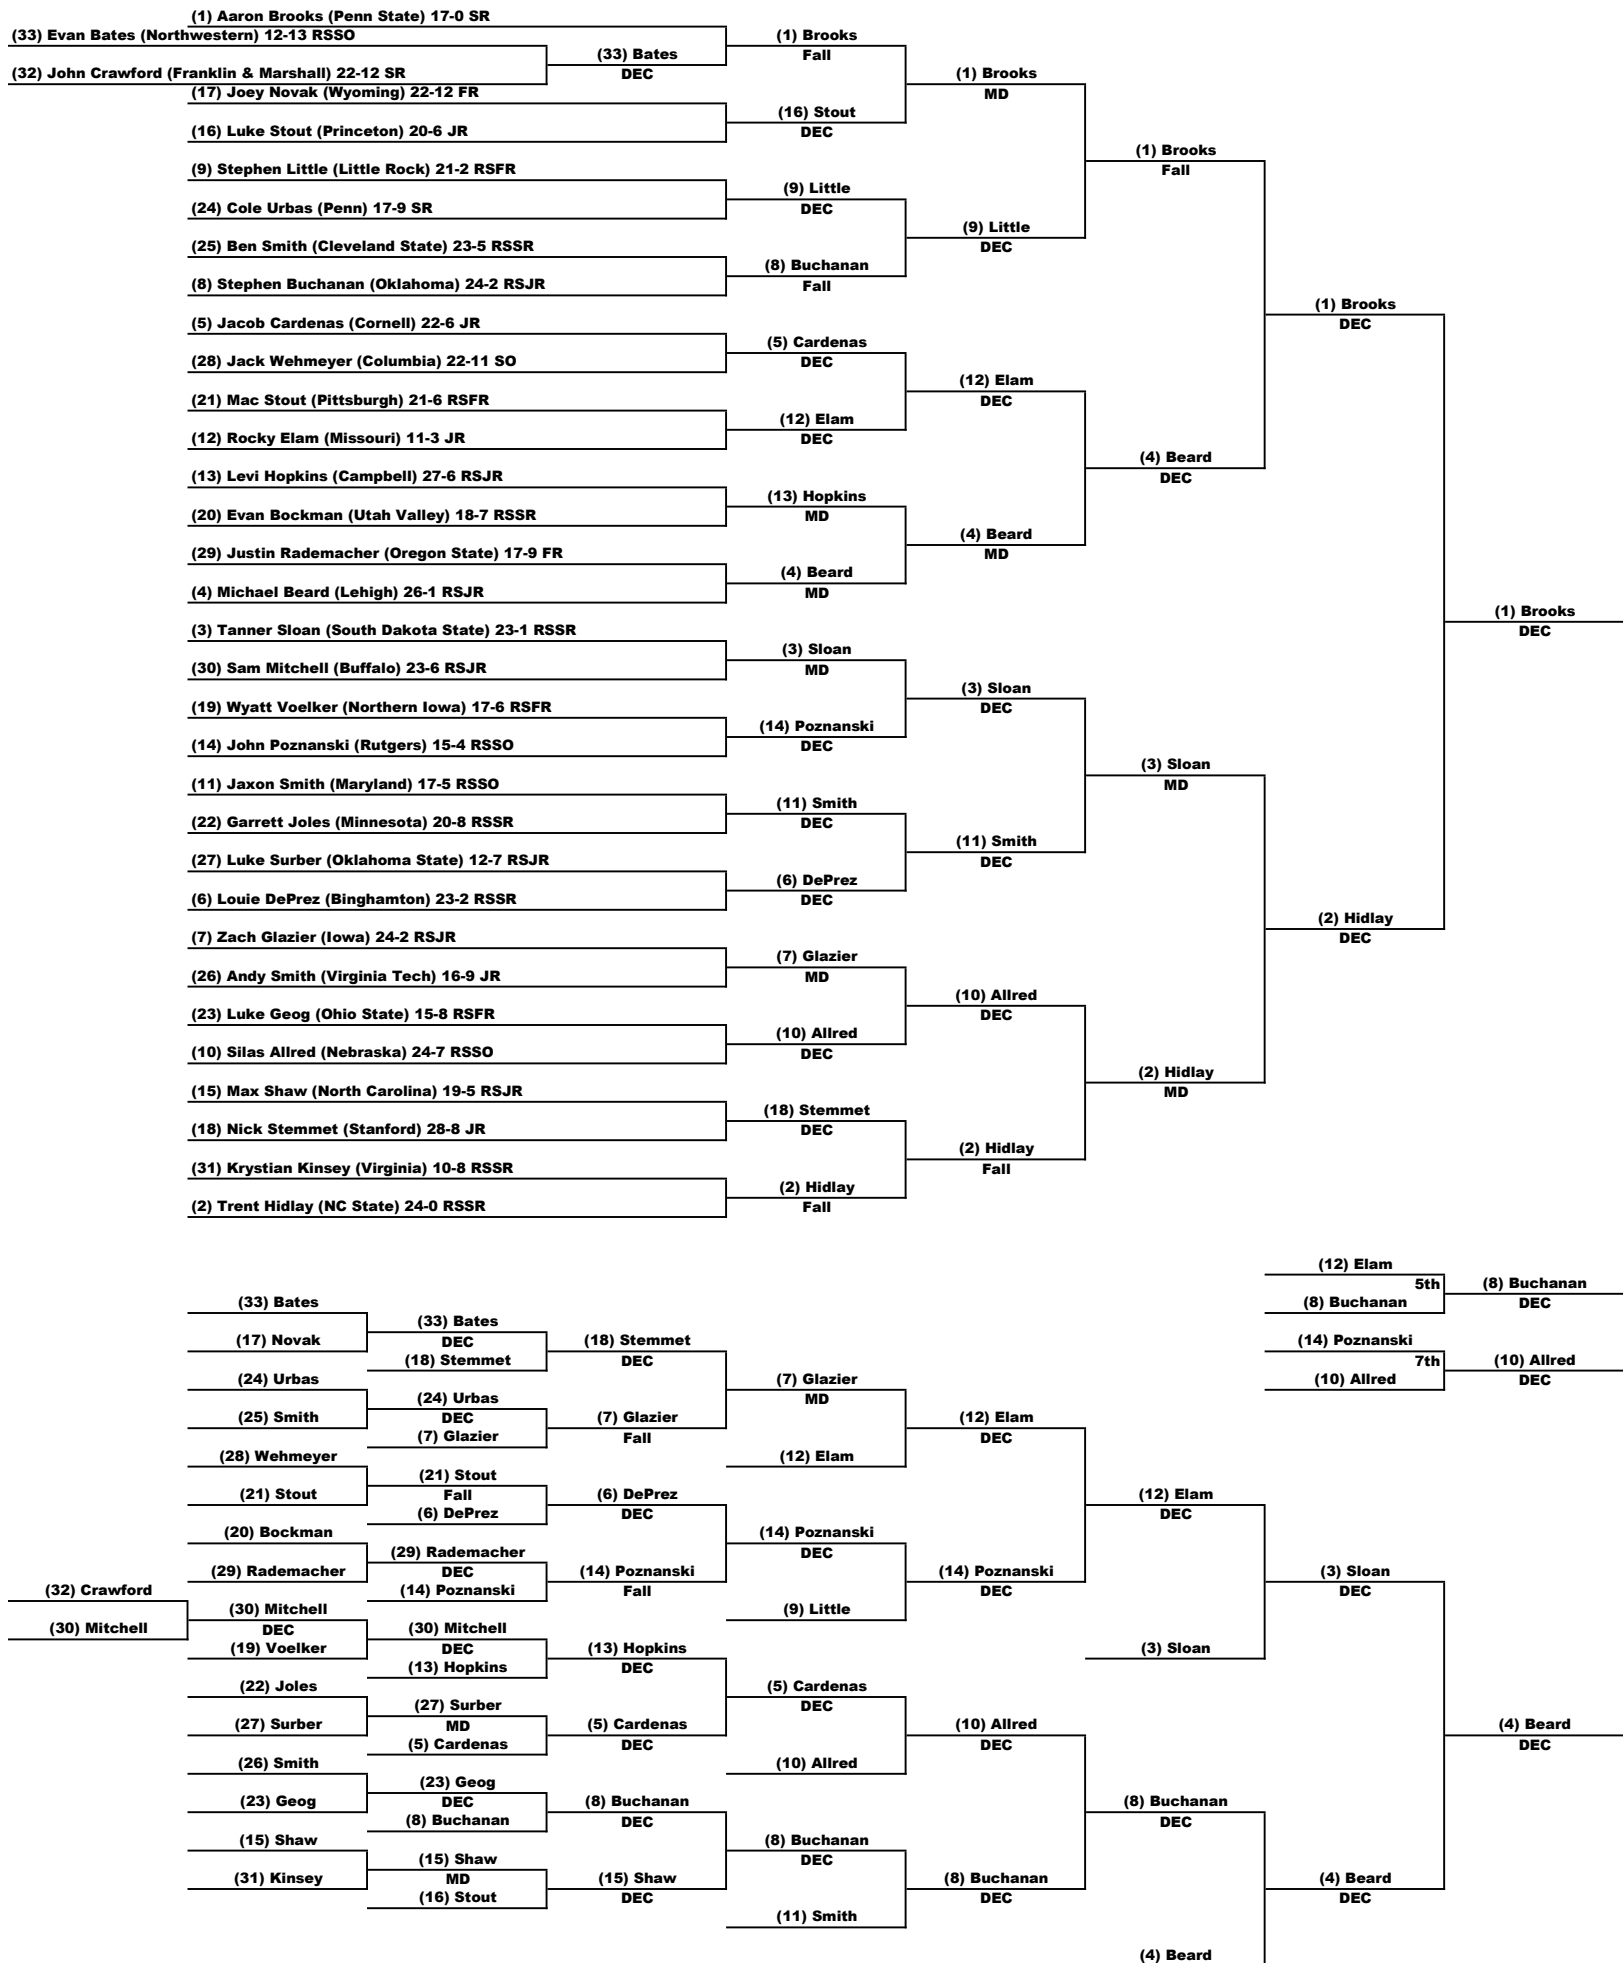 (1) Aaron Brooks (Penn State) 17-0 SR
(33) Evan Bates (Northwestern) 12-13 RSSO
(1) Brooks
(33) Bates
Fall
(32) John Crawford (Franklin & Marshall) 22-12 SR
DEC
(1) Brooks
(17) Joey Novak (Wyoming) 22-12 FR
MD
(16) Stout
(16) Luke Stout (Princeton) 20-6 JR
DEC
(1) Brooks
(9) Stephen Little (Little Rock) 21-2 RSFR
Fall
(9) Little
(24) Cole Urbas (Penn) 17-9 SR
DEC
(9) Little
(25) Ben Smith (Cleveland State) 23-5 RSSR
DEC
(8) Buchanan
(8) Stephen Buchanan (Oklahoma) 24-2 RSJR
Fall
(1) Brooks
(5) Jacob Cardenas (Cornell) 22-6 JR
DEC
(5) Cardenas
(28) Jack Wehmeyer (Columbia) 22-11 SO
DEC
(12) Elam
(21) Mac Stout (Pittsburgh) 21-6 RSFR
DEC
(12) Elam
(12) Rocky Elam (Missouri) 11-3 JR
DEC
(4) Beard
(13) Levi Hopkins (Campbell) 27-6 RSJR
DEC
(13) Hopkins
(20) Evan Bockman (Utah Valley) 18-7 RSSR
MD
(4) Beard
(29) Justin Rademacher (Oregon State) 17-9 FR
MD
(4) Beard
(4) Michael Beard (Lehigh) 26-1 RSJR
MD
(1) Brooks
(3) Tanner Sloan (South Dakota State) 23-1 RSSR
DEC
(3) Sloan
(30) Sam Mitchell (Buffalo) 23-6 RSJR
MD
(3) Sloan
(19) Wyatt Voelker (Northern Iowa) 17-6 RSFR
DEC
(14) Poznanski
(14) John Poznanski (Rutgers) 15-4 RSSO
DEC
(3) Sloan
(11) Jaxon Smith (Maryland) 17-5 RSSO
MD
(11) Smith
(22) Garrett Joles (Minnesota) 20-8 RSSR
DEC
(11) Smith
(27) Luke Surber (Oklahoma State) 12-7 RSJR
DEC
(6) DePrez
(6) Louie DePrez (Binghamton) 23-2 RSSR
DEC
(2) Hidlay
(7) Zach Glazier (Iowa) 24-2 RSJR
DEC
(7) Glazier
(26) Andy Smith (Virginia Tech) 16-9 JR
MD
(10) Allred
(23) Luke Geog (Ohio State) 15-8 RSFR
DEC
(10) Allred
(10) Silas Allred (Nebraska) 24-7 RSSO
DEC
(2) Hidlay
(15) Max Shaw (North Carolina) 19-5 RSJR
MD
(18) Stemmet
(18) Nick Stemmet (Stanford) 28-8 JR
DEC
(2) Hidlay
(31) Krystian Kinsey (Virginia) 10-8 RSSR
Fall
(2) Hidlay
(2) Trent Hidlay (NC State) 24-0 RSSR
Fall
(12) Elam
5th
(8) Buchanan
(8) Buchanan
DEC
(14) Poznanski
7th
(10) Allred
(10) Allred
DEC
(33) Bates
(33) Bates
(17) Novak
DEC
(18) Stemmet
(18) Stemmet
DEC
(24) Urbas
(7) Glazier
(24) Urbas
MD
(25) Smith
DEC
(7) Glazier
(12) Elam
(7) Glazier
Fall
DEC
(28) Wehmeyer
(12) Elam
(21) Stout
(21) Stout
Fall
(6) DePrez
(12) Elam
(6) DePrez
DEC
DEC
(20) Bockman
(14) Poznanski
(29) Rademacher
DEC
(29) Rademacher
DEC
(14) Poznanski
(14) Poznanski
(3) Sloan
(32) Crawford
(14) Poznanski
Fall
DEC
DEC
(30) Mitchell
(9) Little
(30) Mitchell
DEC
(30) Mitchell
(19) Voelker
DEC
(13) Hopkins
(3) Sloan
(13) Hopkins
DEC
(22) Joles
(5) Cardenas
(27) Surber
DEC
(27) Surber
MD
(5) Cardenas
(10) Allred
(4) Beard
(5) Cardenas
DEC
DEC
DEC
(26) Smith
(10) Allred
(23) Geog
(23) Geog
DEC
(8) Buchanan
(8) Buchanan
(8) Buchanan
DEC
DEC
(15) Shaw
(8) Buchanan
(15) Shaw
DEC
(31) Kinsey
MD
(15) Shaw
(8) Buchanan
(4) Beard
(16) Stout
DEC
DEC
DEC
(11) Smith
(4) Beard